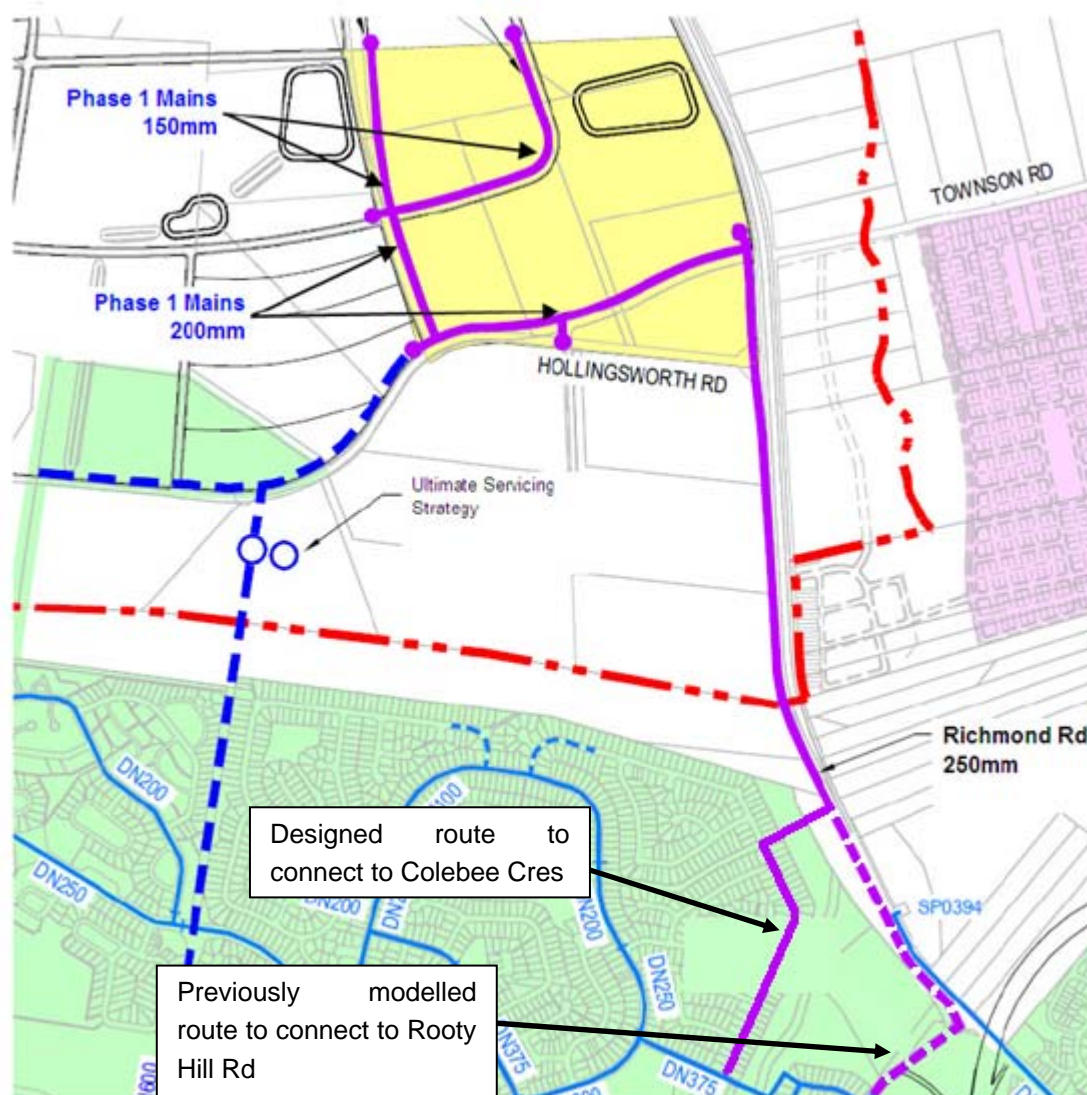 Phase 1 Mains
150mm
TOWNSON RD
Phase 1 Mains
200mm
HOLLINGSWORTH RD
Ultimate Servicing
Strategy
Richmond Rd
250mm
DN200
Designed route to
connect to Colebee Cres
DN250
DN200
DN200
SP0394
DN250
Previously modelled
route to connect to Rooty
Hill Rd
DN375
DN375